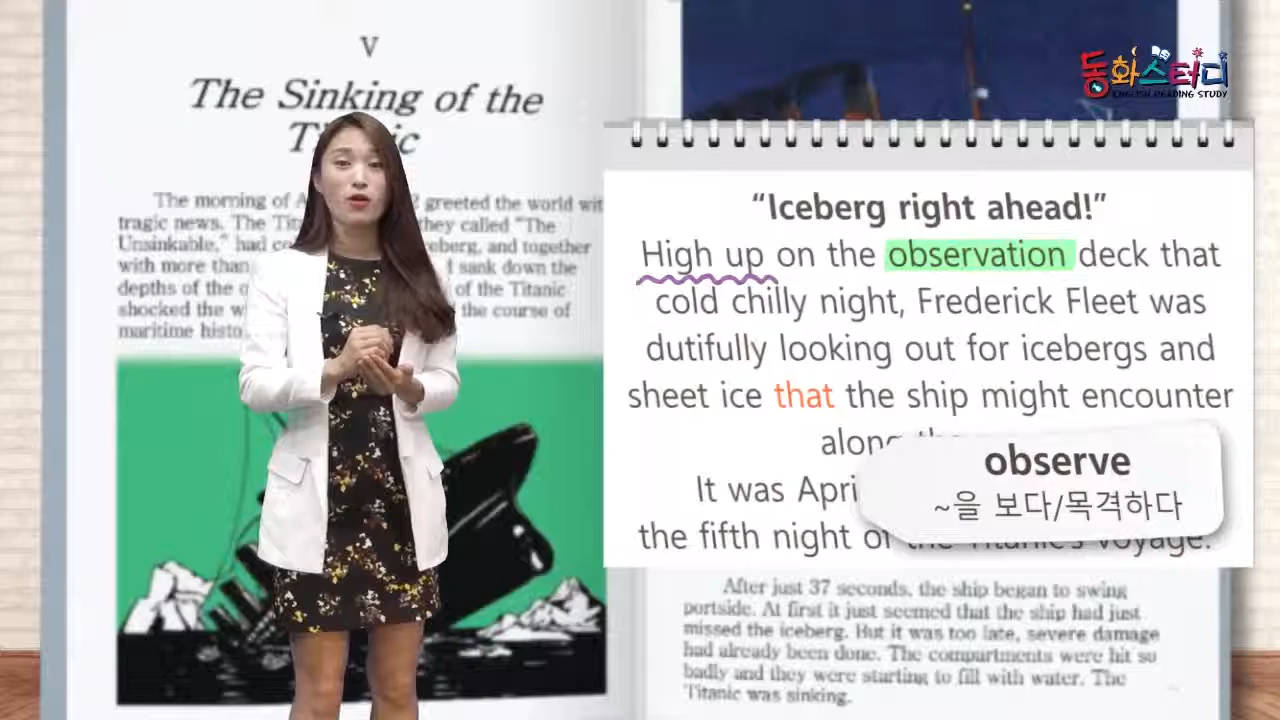 V
The Sinking of the
The morning of greeted the world
tragic news. The they called "The
Unsinkable," had and together
with more than sank down the
depths of the of the Titanic
shocked the the course of
maritime
동화스터디
ENGLISH READING STUDY
“Iceberg right ahead!”
High up on the observation deck that
cold chilly night, Frederick Fleet was
dutifully looking out for icebergs and
sheet ice that the ship might encounter
along
It was
the fifth night of the Titanic's voyage.
observe
~을 보다/목격하다
After just 37 seconds, the ship began to swing
portside. At first it just seemed that the ship had just
missed the iceberg. But it was too late, severe damage
had already been done. The compartments were hit so
badly and they were starting to fill with water. The
Titanic was sinking.